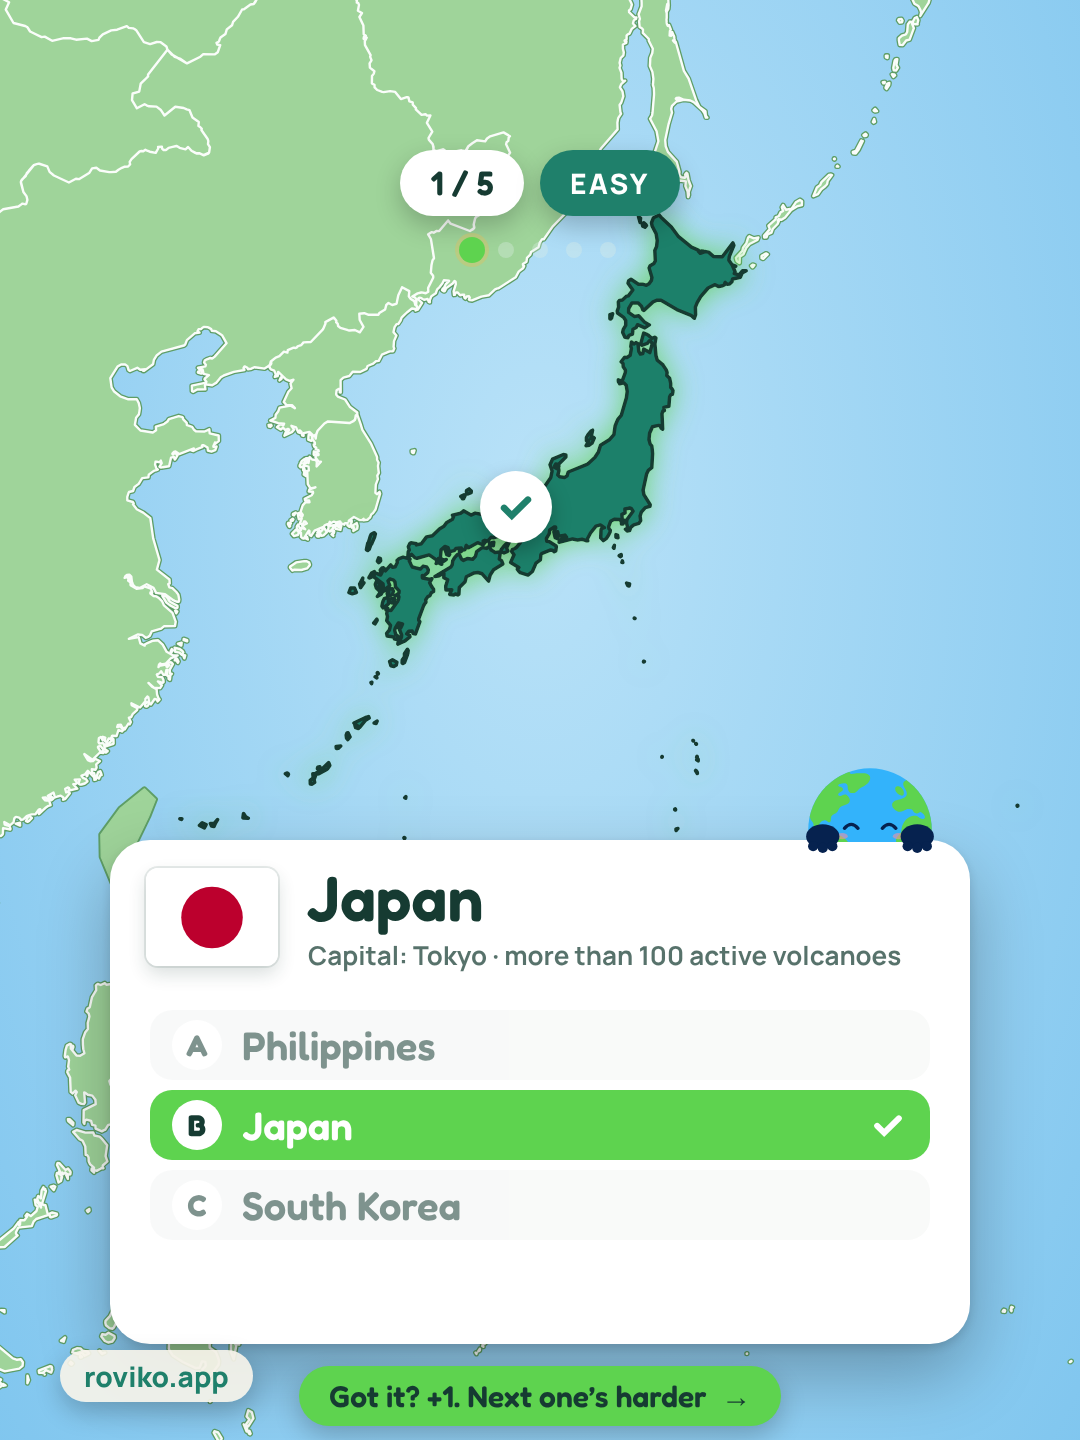 1 / 5
EASY
Japan
Capital: Tokyo · more than 100 active volcanoes
A Philippines
B Japan
C South Korea
roviko.app
Got it? +1. Next one’s harder →